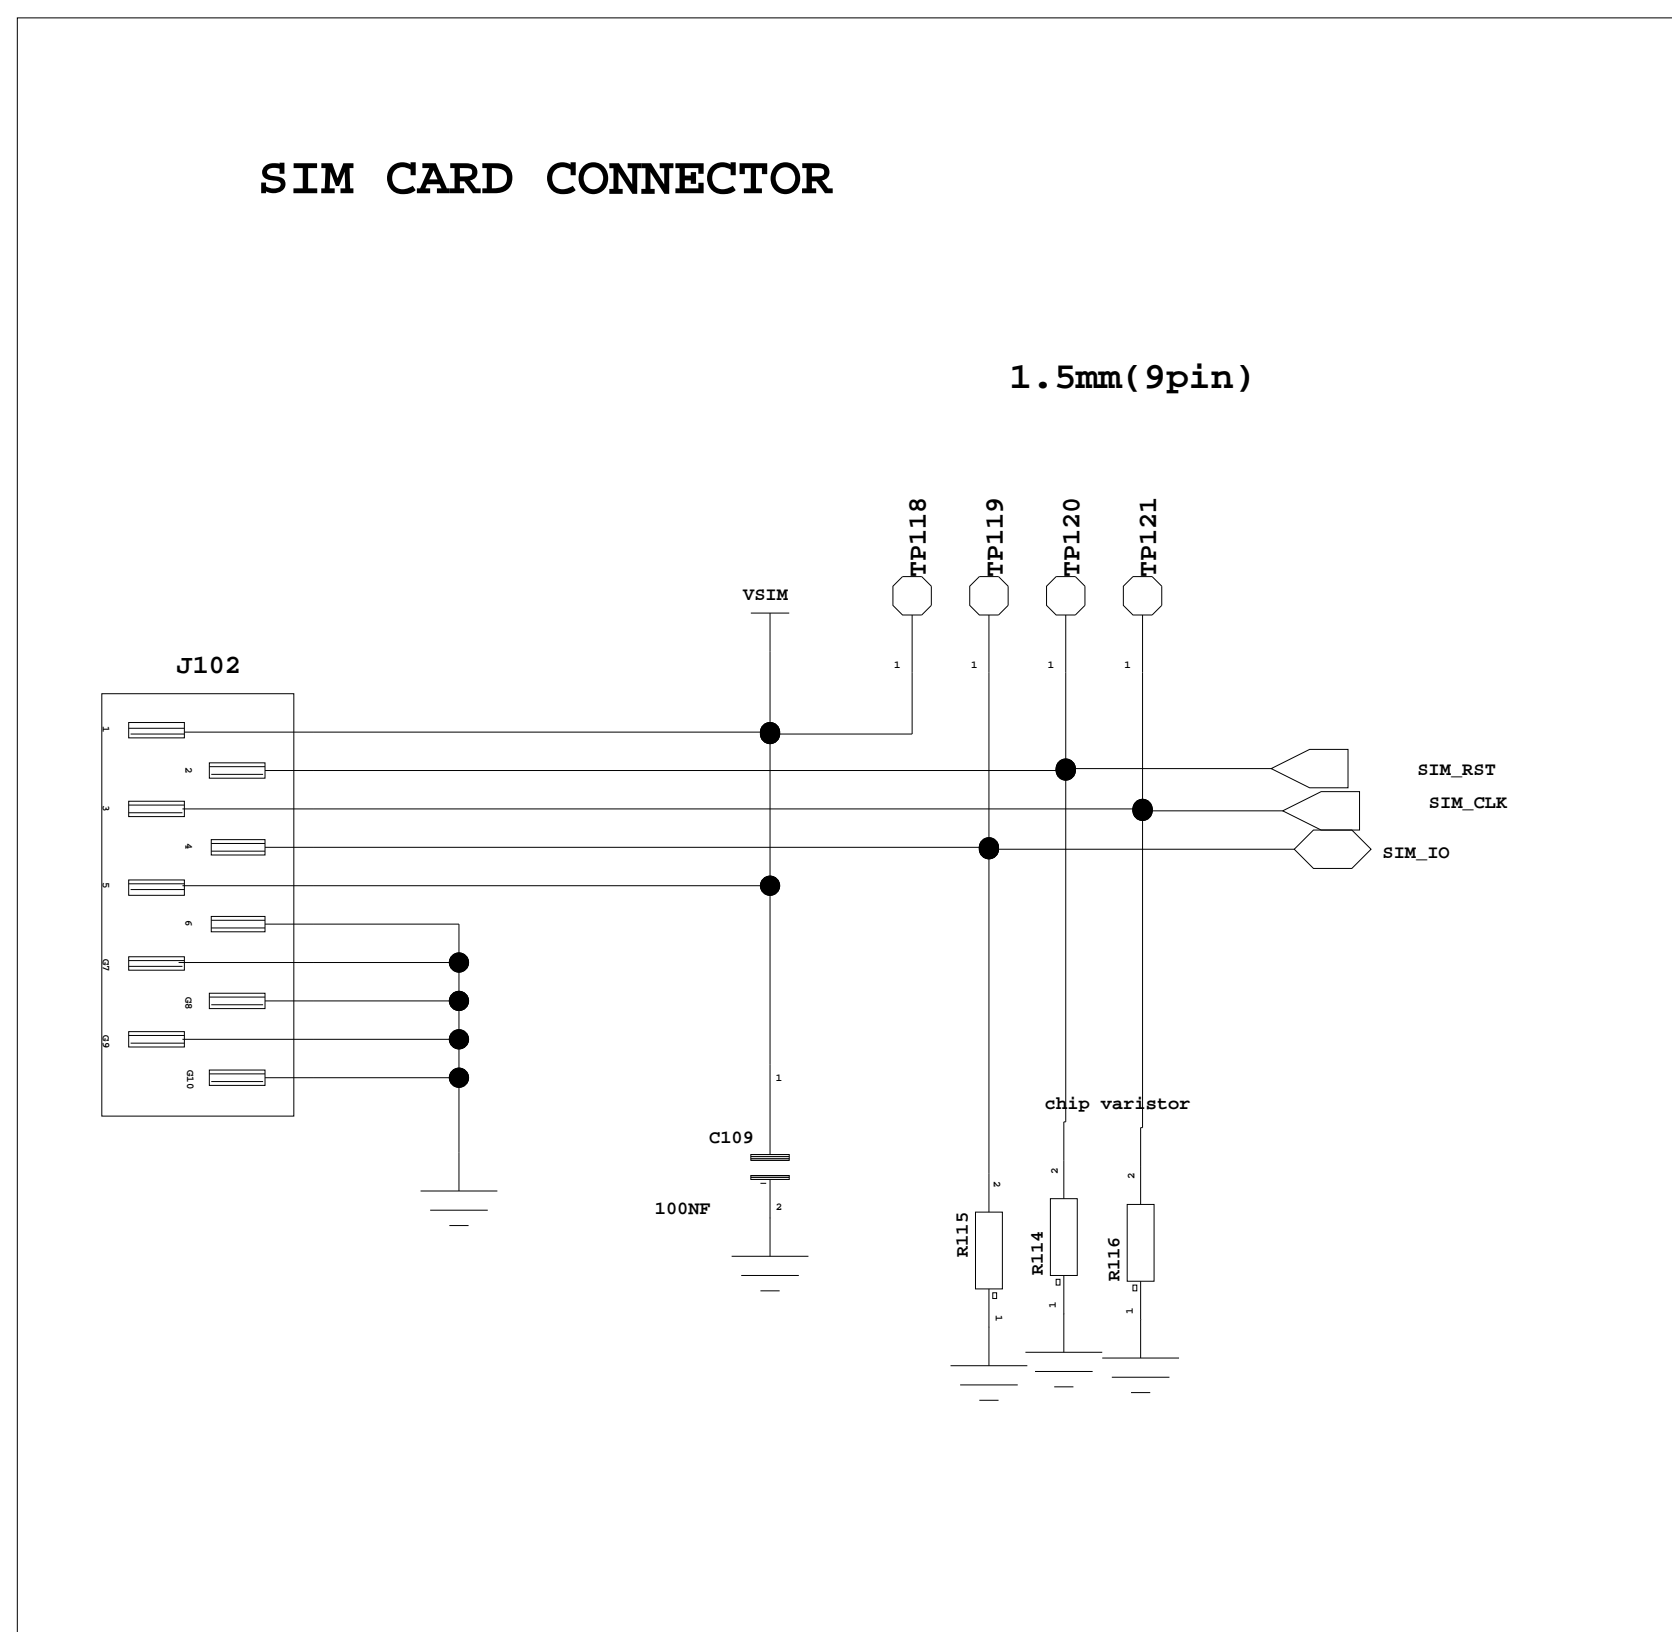 SIM CARD CONNECTOR
1.5mm(9pin)
TP118
TP119
TP120
TP121
VSIM
J102
1
1
1
1
1
2
SIM_RST
3
SIM_CLK
4
SIM_IO
5
6
G7
G8
G9
G10
1
chip varistor
C109
2
2
2
100NF
2
R115
R114
R116
1
1
1